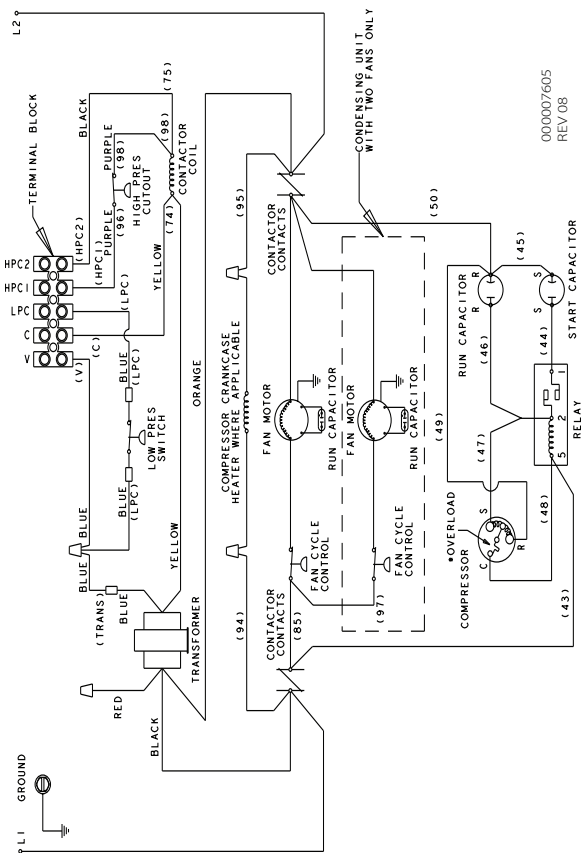 L1
GROUND
L2
TERMINAL BLOCK
HPC2
HPC1
LPC
C
V
(HPC2)
BLACK
(75)
(HPC1)
PURPLE
(96)
HIGH PRES
CUTOUT
PURPLE
(98)
(98)
CONTACTOR
COIL
(74)
YELLOW
(LPC)
(C)
(V)
BLUE
(LPC)
LOW PRES
SWITCH
BLUE
(LPC)
BLUE
BLUE
(TRANS)
BLUE
YELLOW
TRANSFORMER
RED
BLACK
ORANGE
COMPRESSOR CRANKCASE
HEATER WHERE APPLICABLE
(94)
(95)
CONTACTOR
CONTACTS
(85)
FAN CYCLE
CONTROL
FAN MOTOR
RUN CAPACITOR
CONTACTOR
CONTACTS
CONDENSING UNIT
WITH TWO FANS ONLY
(97)
FAN CYCLE
CONTROL
FAN MOTOR
RUN CAPACITOR
(49)
(50)
COMPRESSOR
*OVERLOAD
C
S
R
(47)
(46)
RUN CAPACITOR
R
R
(45)
(48)
5
2
1
RELAY
(44)
S
S
START CAPACITOR
(43)
000007605
REV 08